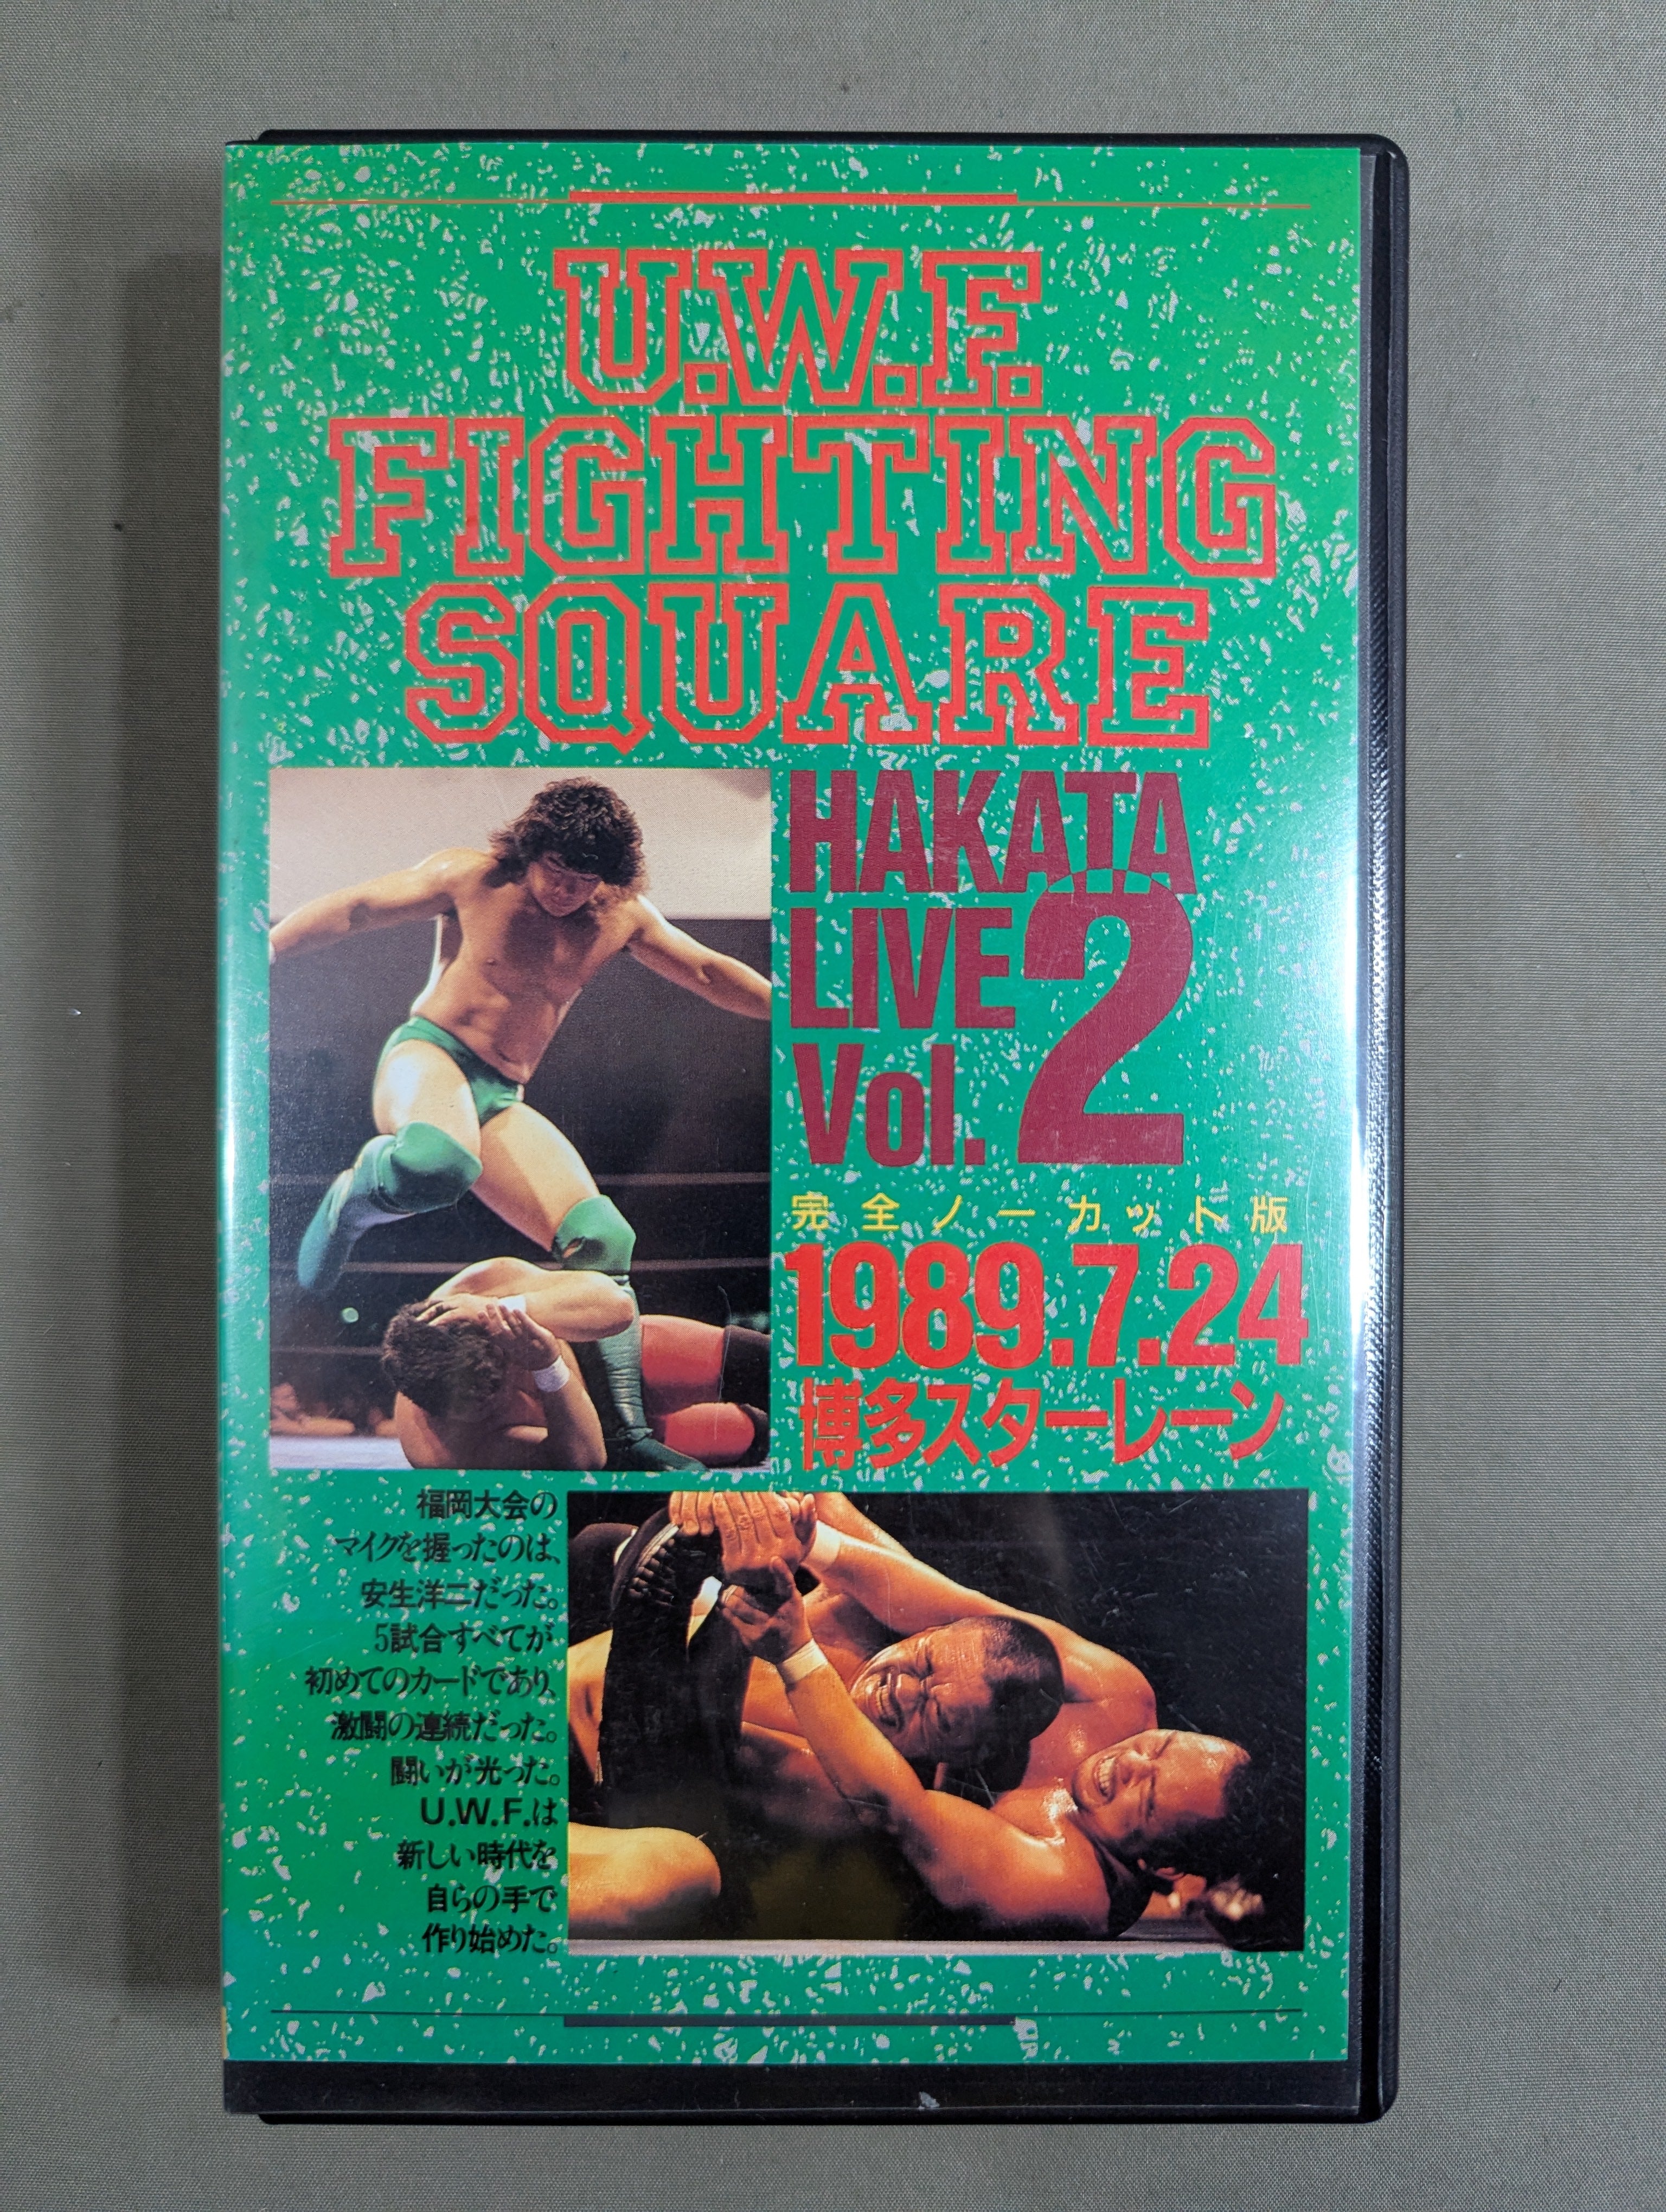 U.W.F.
FIGHTING
SQUARE
HAKATA
LIVE
Vol. 2
完全ノーカット版
1989.7.24
博多スターレーン
福岡大会の
マイクを握ったのは、
安生洋二だった。
5試合すべてが
初めてのカードであり、
激闘の連続だった。
闘いが光った。
U.W.F.は
新しい時代を
自らの手で
作り始めた。